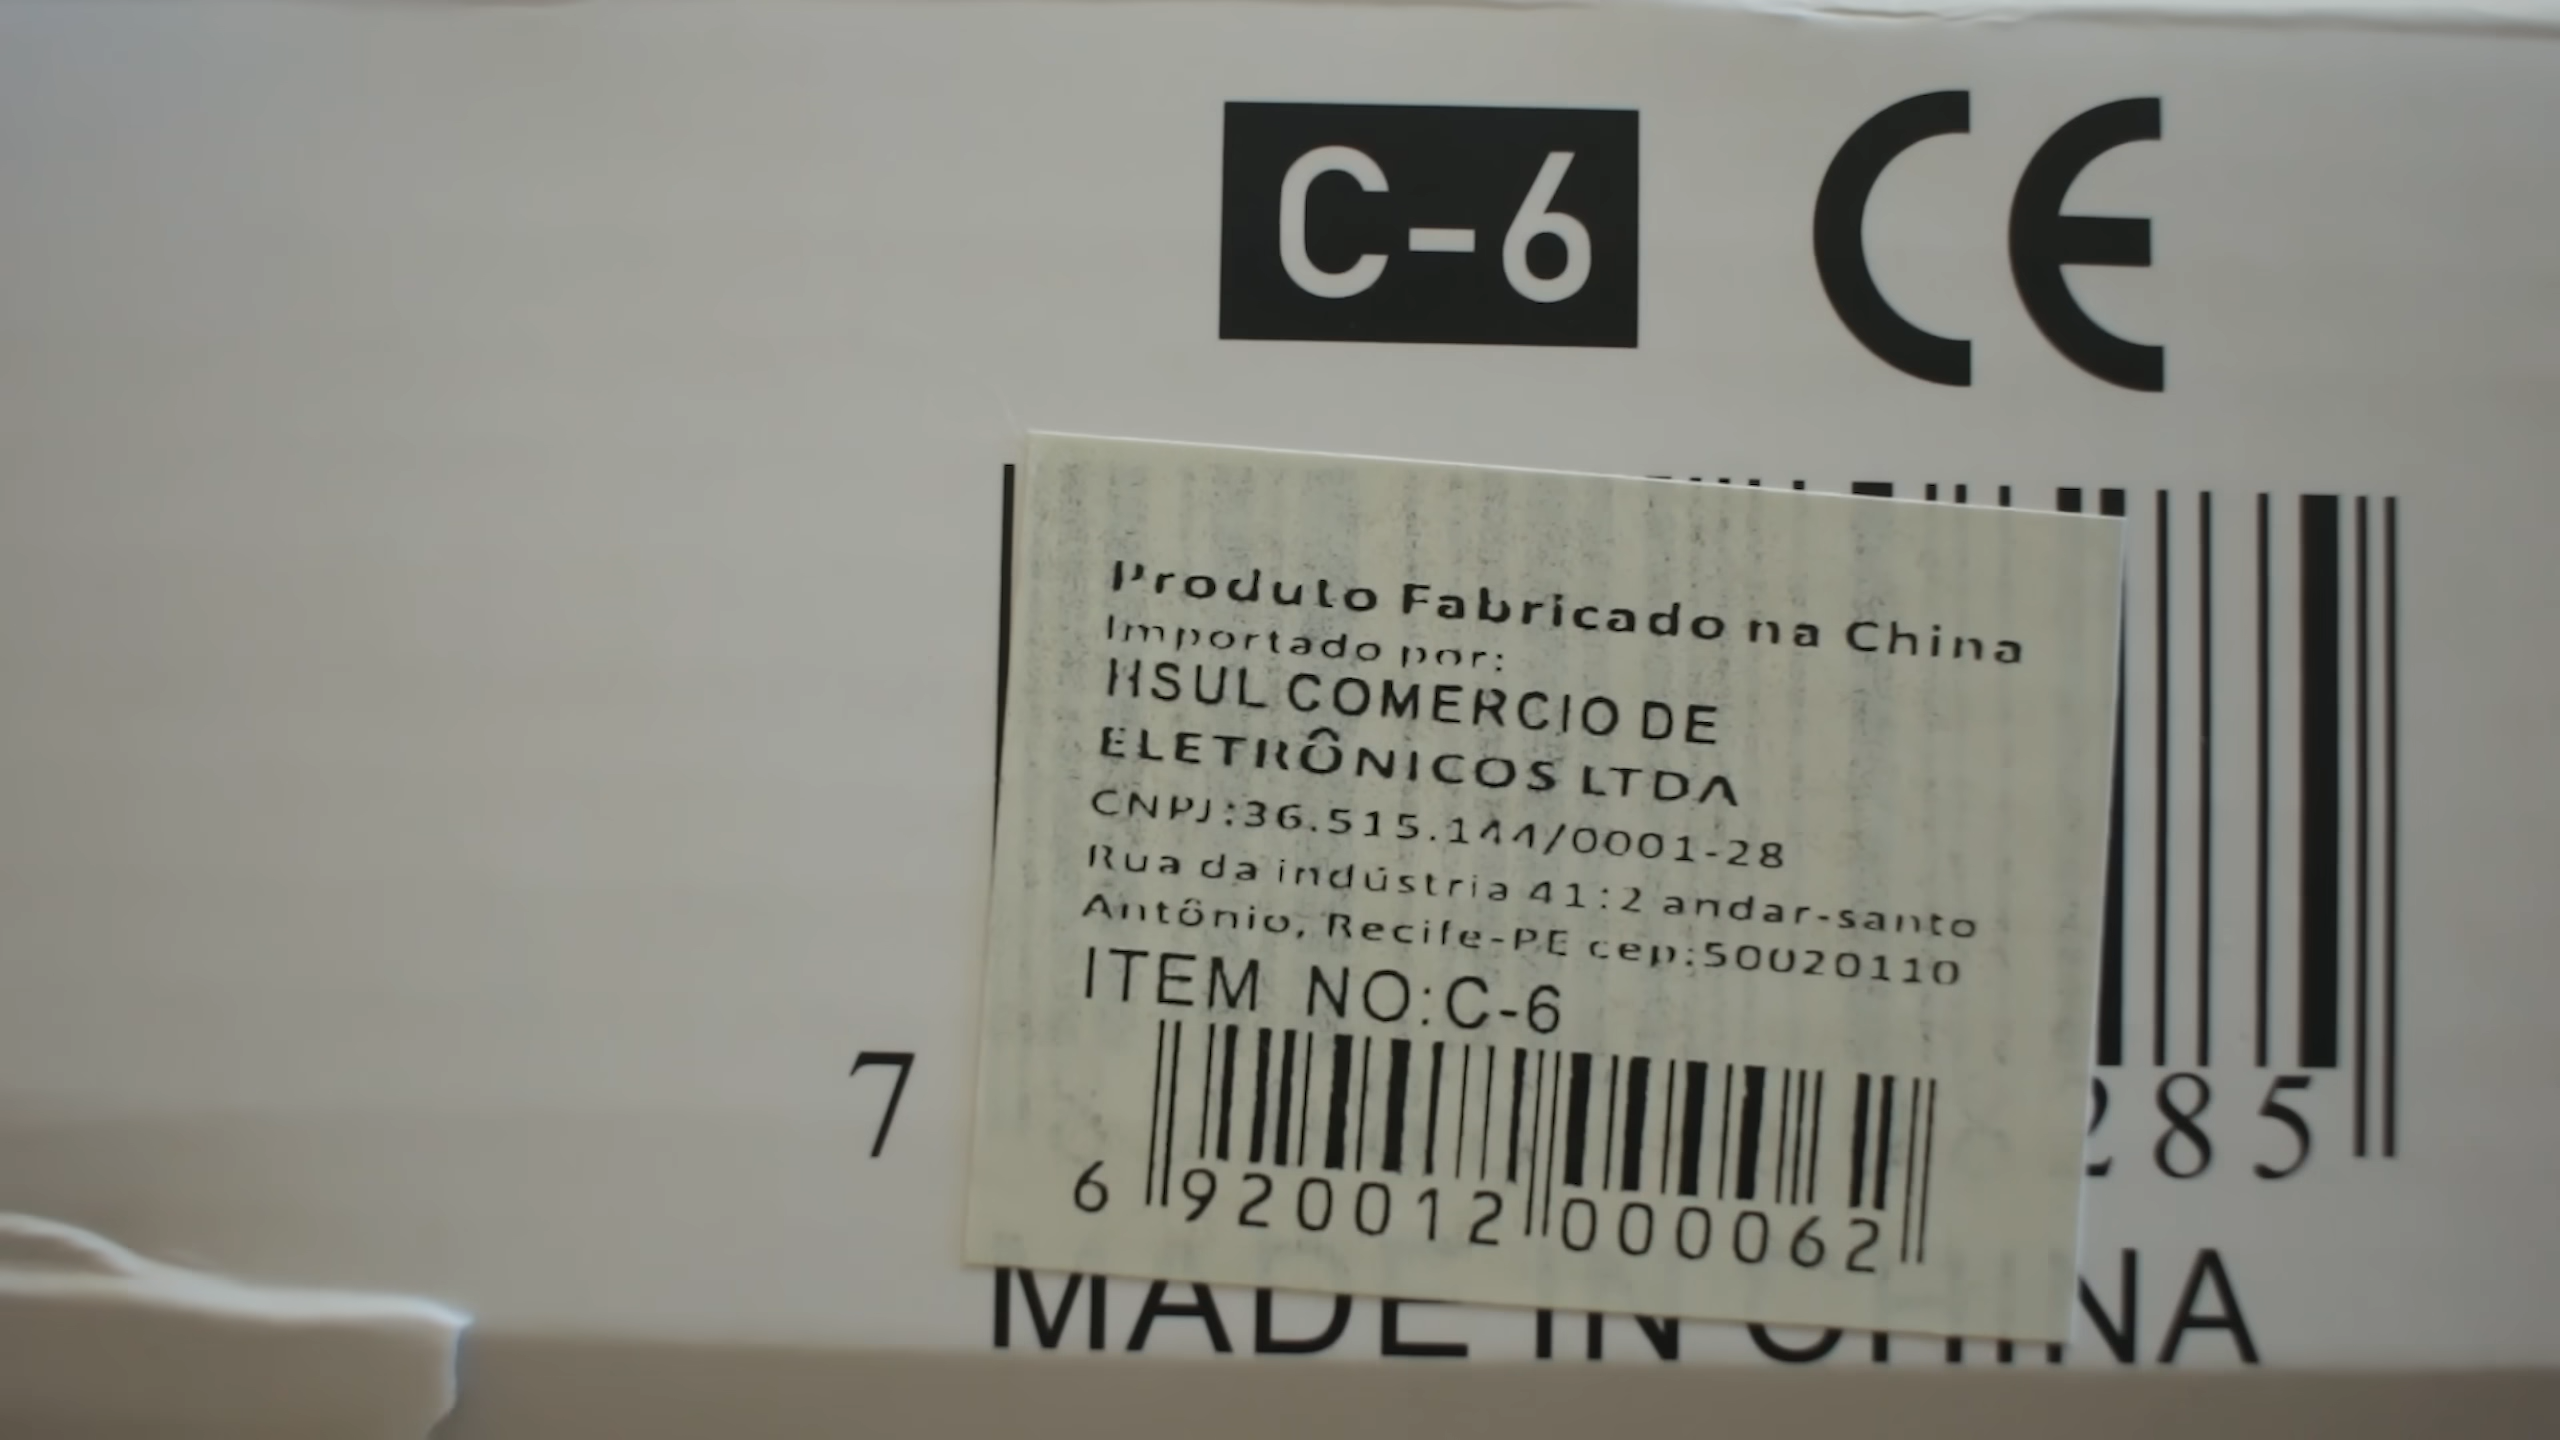 C-6 CE
Produto Fabricado na China
Importado por:
HSUL COMERCIO DE
ELETRÔNICOS LTDA
CNPJ:36.515.144/0001-28
Rua da indústria 41:2 andar-santo
Antônio, Recife-PE cep:50020110
ITEM NO:C-6
6 920012 000062
7 285
MADE IN CHINA